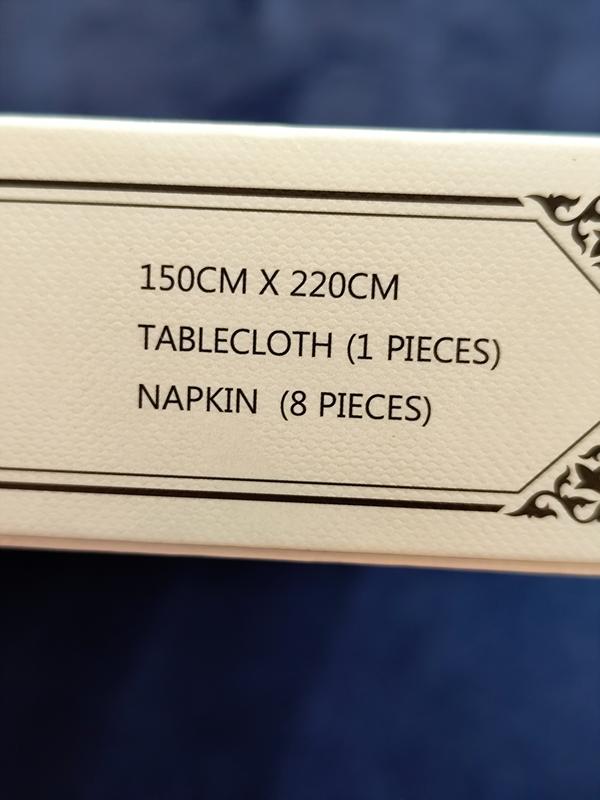 150CM X 220CM
TABLECLOTH (1 PIECES)
NAPKIN (8 PIECES)